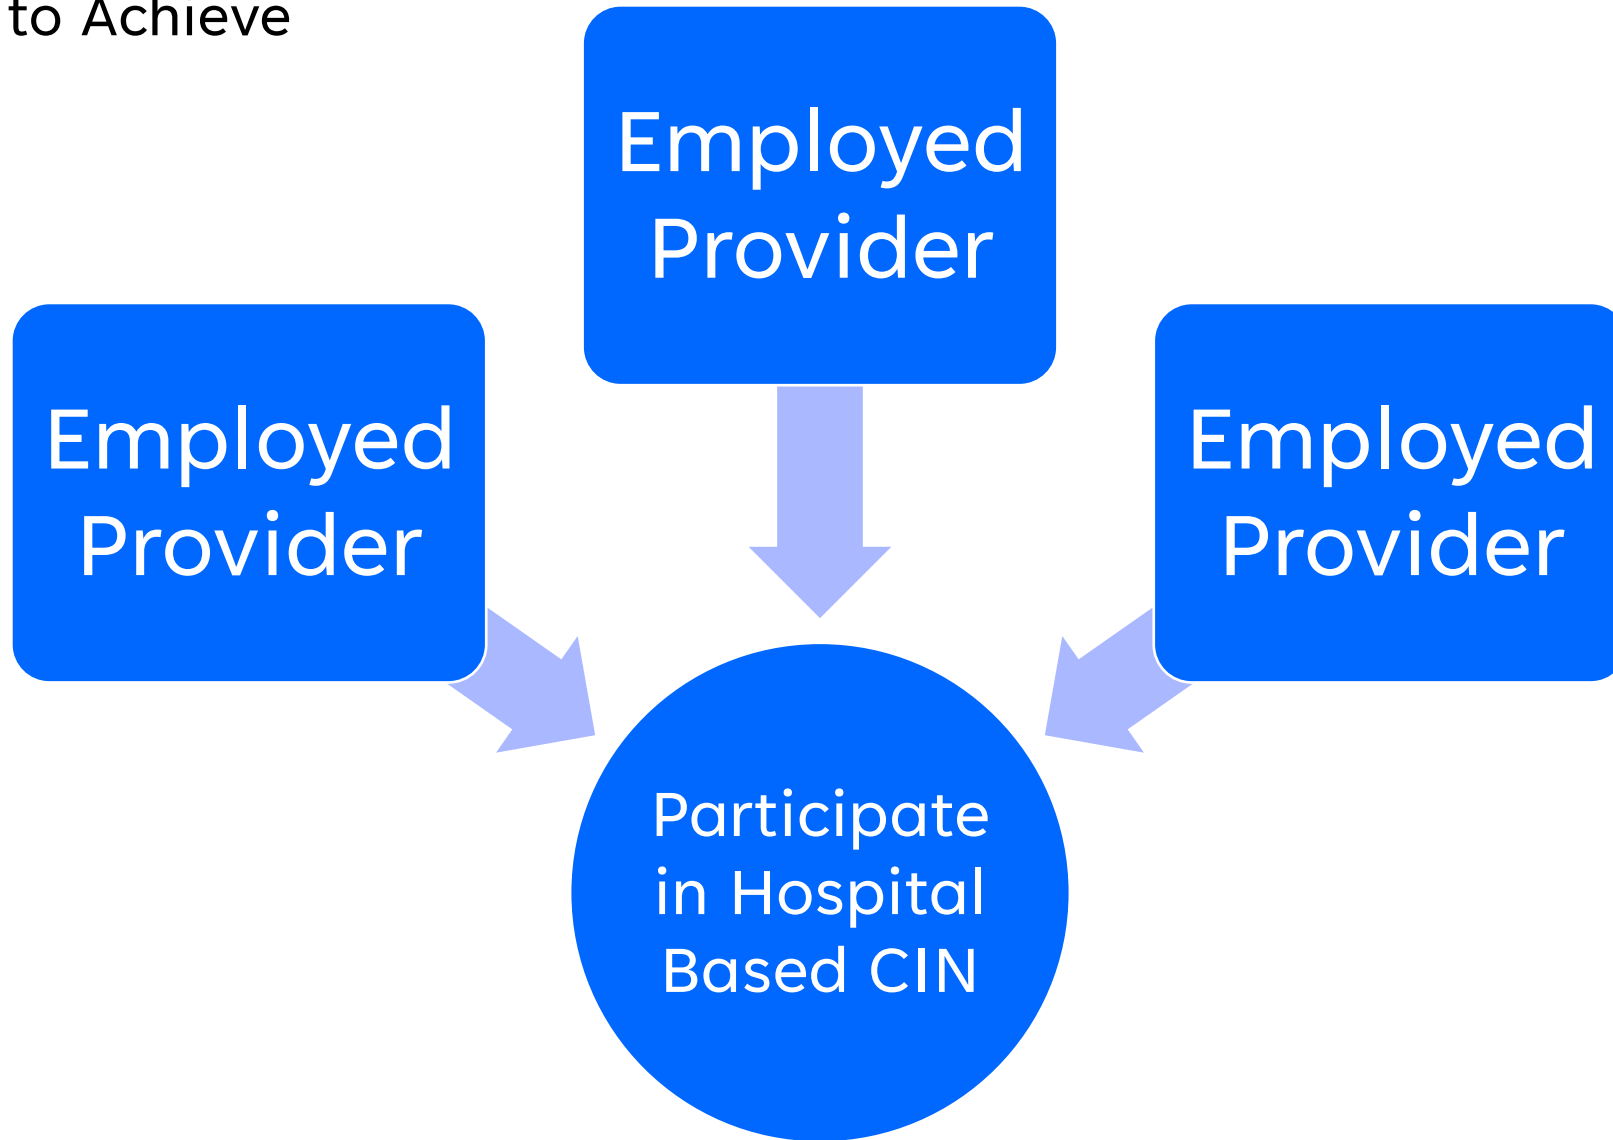 to Achieve
Employed
Provider
Employed
Provider
Employed
Provider
Participate
in Hospital
Based CIN